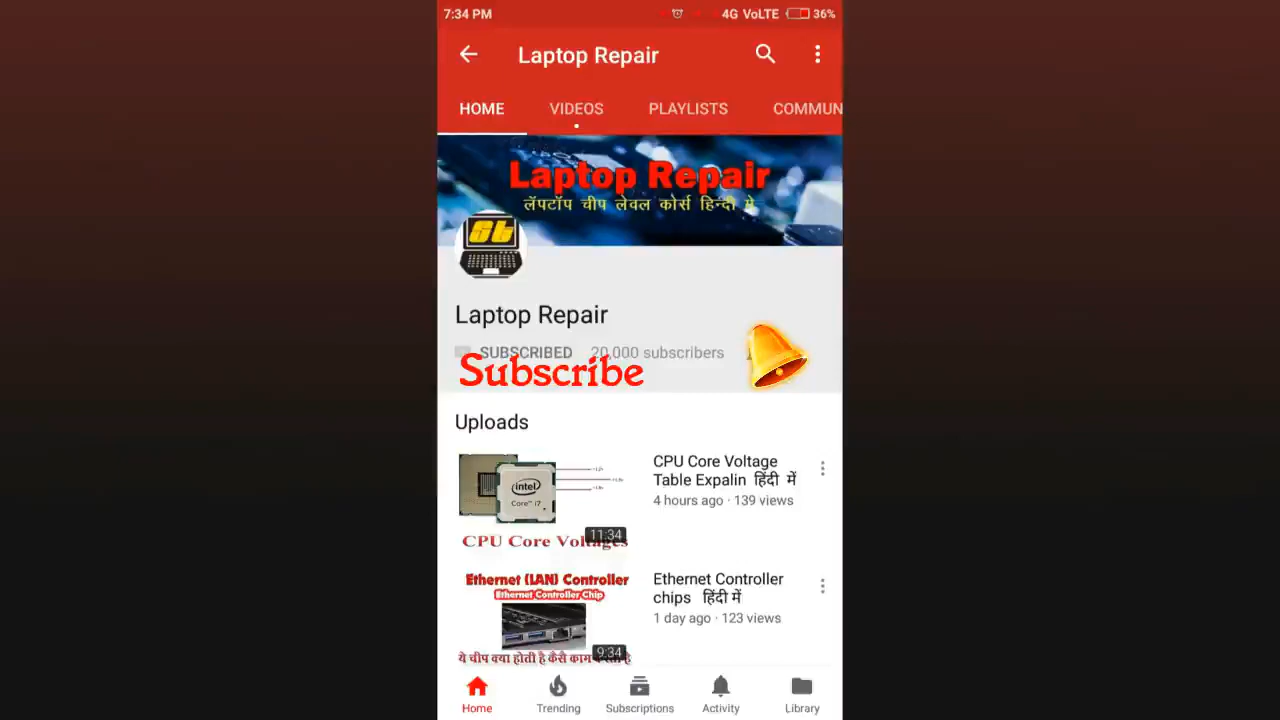 7:34 PM
4G VoLTE 36%
Laptop Repair
HOME VIDEOS PLAYLISTS COMMUN
Laptop Repair
लॅपटॉप चीप लेवल कोर्स हिन्दी मे
St
Laptop Repair
SUBSCRIBED 20,000 subscribers
Subscribe
Uploads
intel
Core i7
11:34
CPU Core Voltages
CPU Core Voltage
Table Expalin हिंदी में
4 hours ago · 139 views
Ethernet (LAN) Controller
Ethernet Controller Chip
9:34
ये चीप क्या होती है कैसे काम करती है
Ethernet Controller
chips हिंदी में
1 day ago · 123 views
Home Trending Subscriptions Activity Library